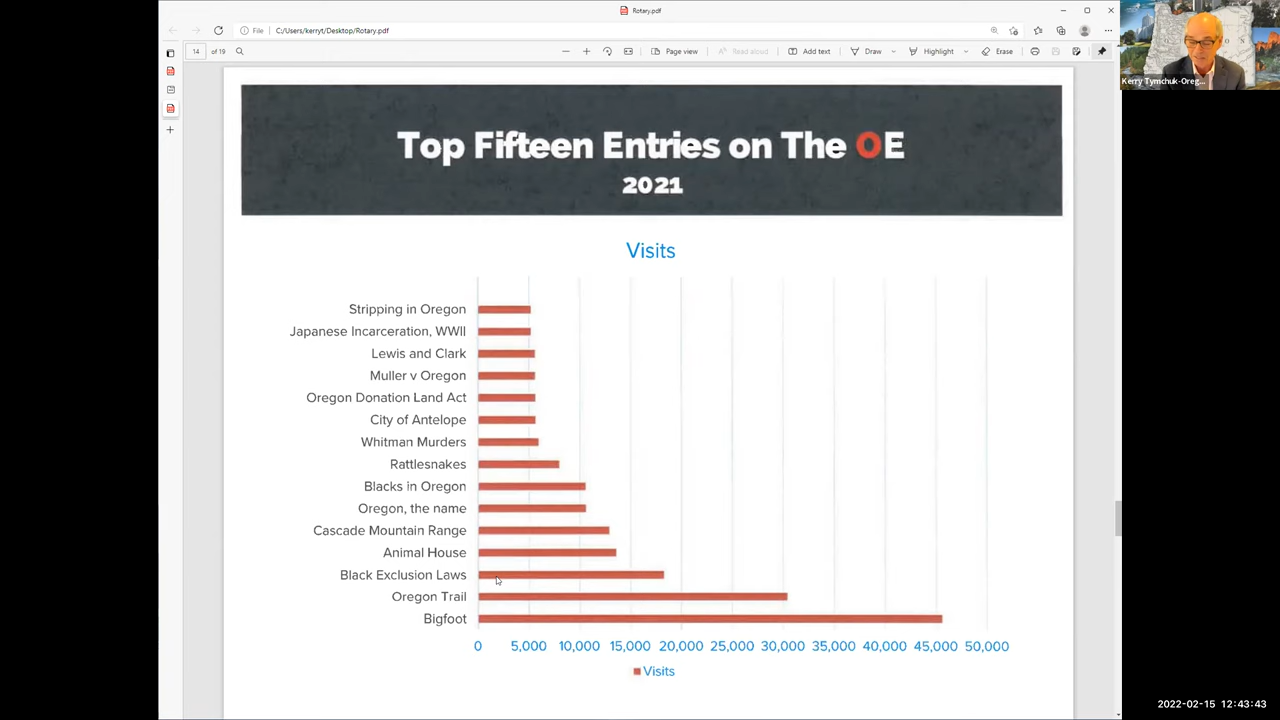 Rotary.pdf
File C:/Users/kerryt/Desktop/Rotary.pdf
14 of 19 Page view Read aloud Add text Draw Highlight Erase
Kerry Tymchuk-Oreg...
Top Fifteen Entries on The OE
2021
Visits
Stripping in Oregon
Japanese Incarceration, WWII
Lewis and Clark
Muller v Oregon
Oregon Donation Land Act
City of Antelope
Whitman Murders
Rattlesnakes
Blacks in Oregon
Oregon, the name
Cascade Mountain Range
Animal House
Black Exclusion Laws
Oregon Trail
Bigfoot
0 5,000 10,000 15,000 20,000 25,000 30,000 35,000 40,000 45,000 50,000
Visits
2022-02-15 12:43:43